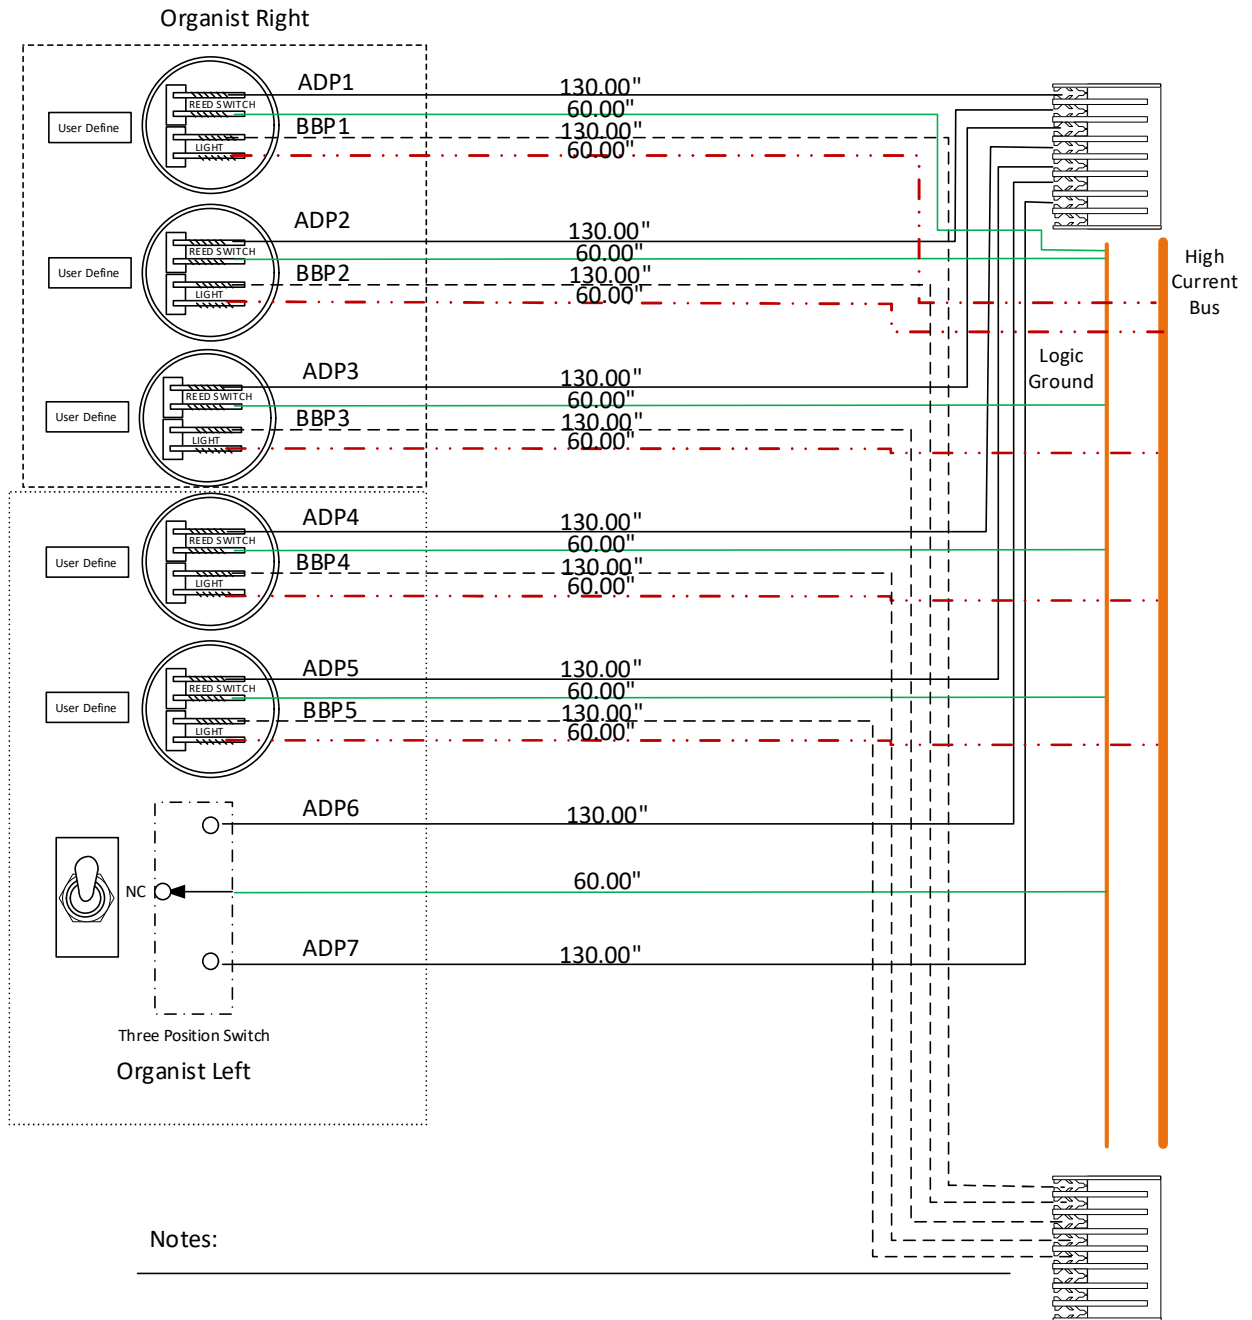 Organist Right
ADP1
130.00"
REED SWITCH
60.00"
User Define
BBP1
130.00"
LIGHT
60.00"
ADP2
130.00"
REED SWITCH
60.00"
User Define
BBP2
130.00"
LIGHT
60.00"
High
Current
Bus
Logic
Ground
ADP3
130.00"
REED SWITCH
60.00"
User Define
BBP3
130.00"
LIGHT
60.00"
ADP4
130.00"
REED SWITCH
60.00"
User Define
BBP4
130.00"
LIGHT
60.00"
ADP5
130.00"
REED SWITCH
60.00"
User Define
BBP5
130.00"
LIGHT
60.00"
ADP6
130.00"
NC
60.00"
ADP7
130.00"
Three Position Switch
Organist Left
Notes: